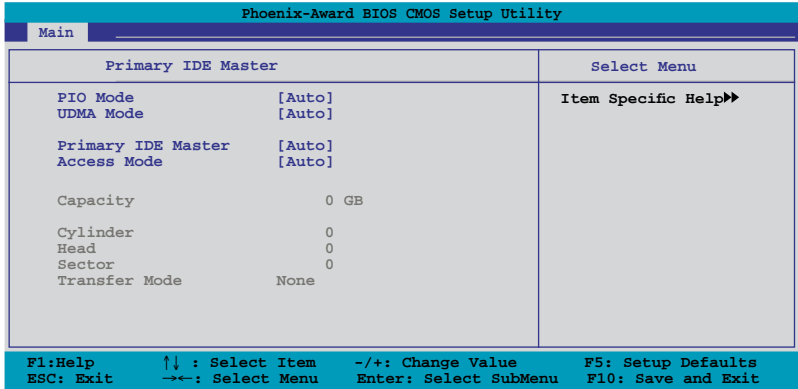 Phoenix-Award BIOS CMOS Setup Utility
Main
Primary IDE Master
Select Menu
PIO Mode [Auto]
UDMA Mode [Auto]
Primary IDE Master [Auto]
Access Mode [Auto]
Capacity 0 GB
Cylinder 0
Head 0
Sector 0
Transfer Mode None
Item Specific Help▶▶
F1:Help ↑↓ : Select Item -/+: Change Value F5: Setup Defaults
ESC: Exit →←: Select Menu Enter: Select SubMenu F10: Save and Exit